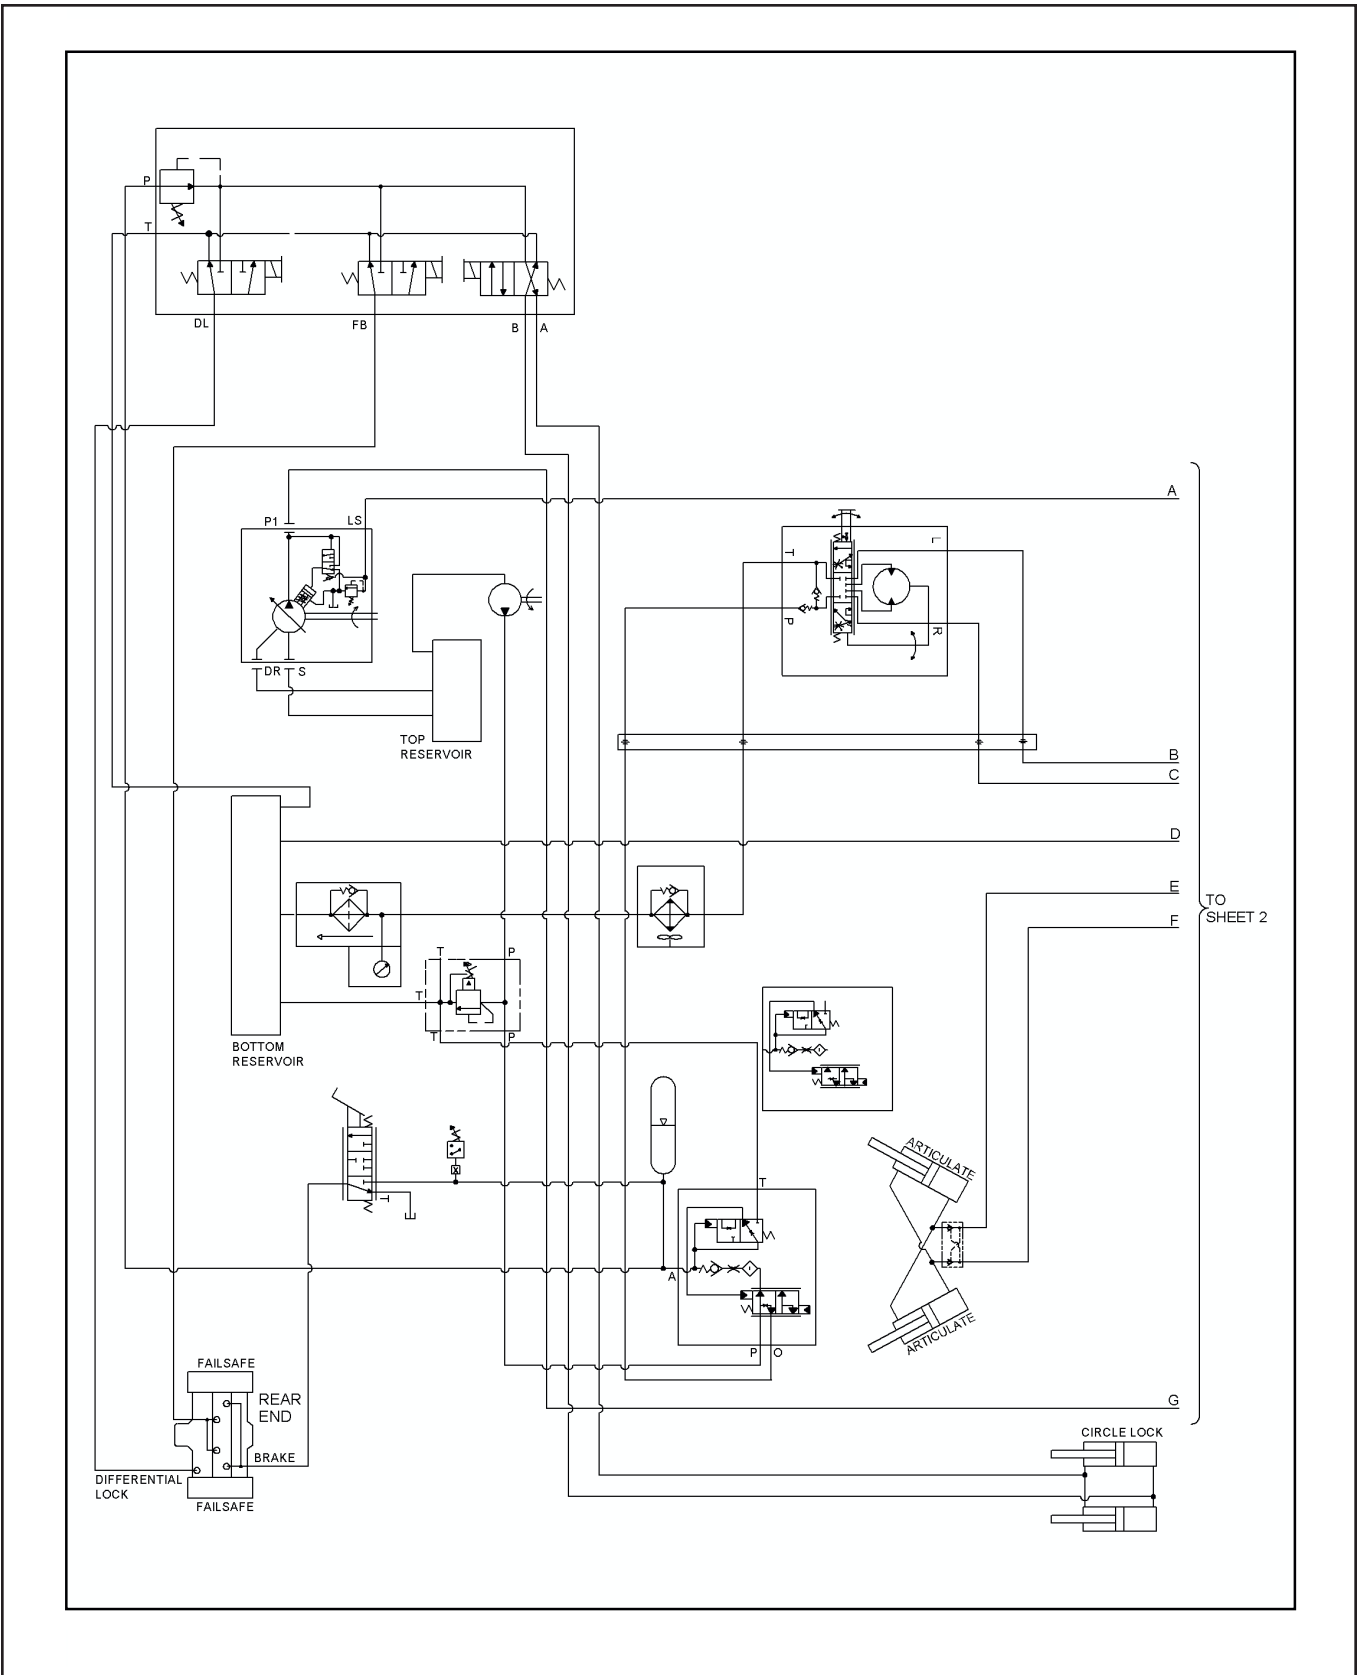 P
T
DL
FB
B
A
A
P1
LS
T
L
P
R
DR
S
TOP
RESERVOIR
B
C
D
E
TO
SHEET 2
F
T
P
T
T
P
BOTTOM
RESERVOIR
ARTICULATE
T
T
A
ARTICULATE
P
O
FAILSAFE
REAR
END
G
CIRCLE LOCK
BRAKE
DIFFERENTIAL
LOCK
FAILSAFE